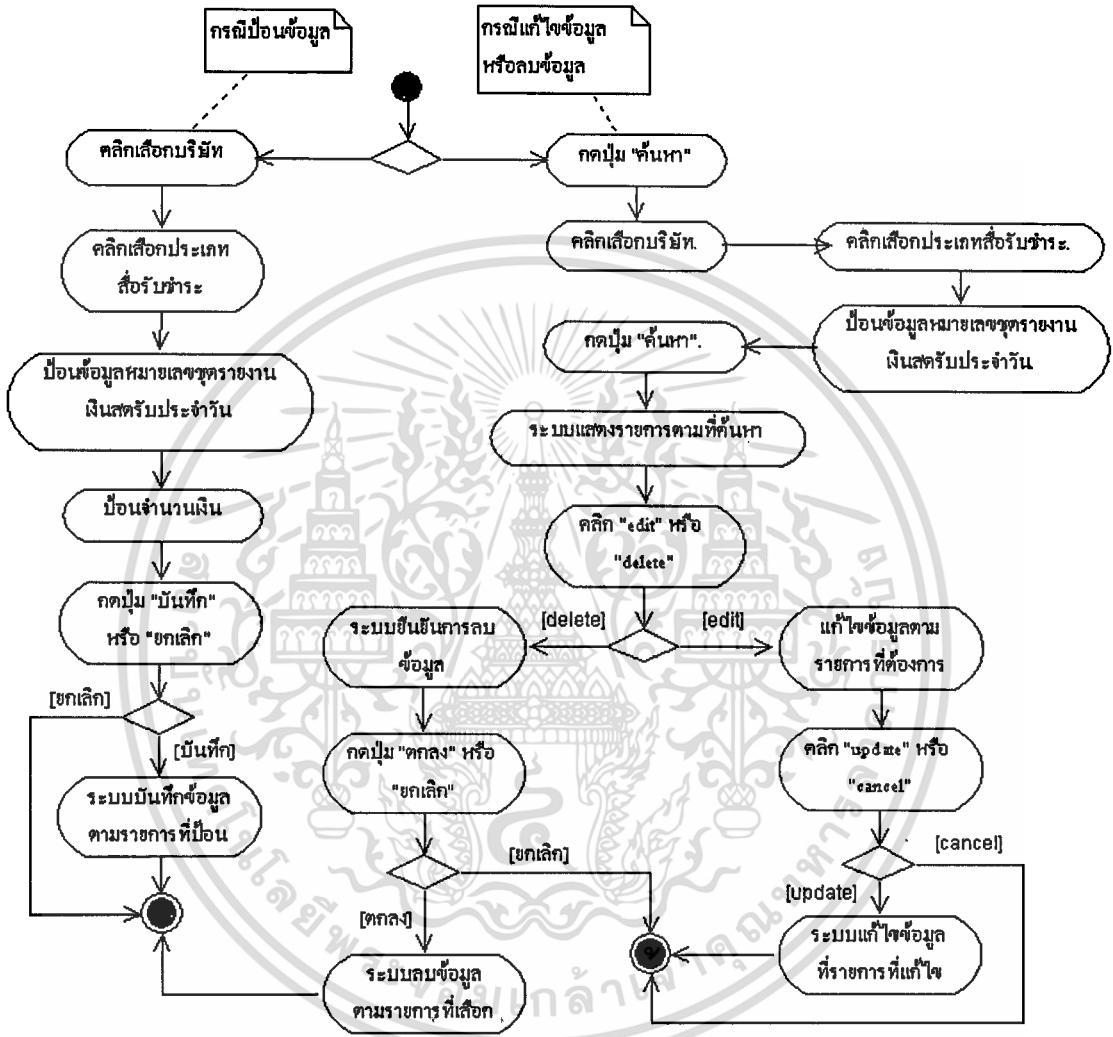 กรณีป้อนข้อมูล
กรณีแก้ไขข้อมูล
หรือลบข้อมูล
คลิกเลือกบริษัท
กดปุ่ม "ค้นหา"
คลิกเลือกประเภท
สื่อรับชำระ
คลิกเลือกบริษัท.
คลิกเลือกประเภทสื่อรับชำระ.
ป้อนข้อมูลหมายเลขชุดรายงาน
เงินสดรับประจำวัน
กดปุ่ม "ค้นหา".
ป้อนข้อมูลหมายเลขชุดรายงาน
เงินสดรับประจำวัน
ระบบแสดงรายการตามที่ค้นหา
ป้อนจำนวนเงิน
คลิก "edit" หรือ
"delete"
กดปุ่ม "บันทึก"
หรือ "ยกเลิก"
[delete]
[edit]
ระบบยืนยันการลบ
ข้อมูล
แก้ไขข้อมูลตาม
รายการที่ต้องการ
[ยกเลิก]
[บันทึก]
กดปุ่ม "ตกลง" หรือ
"ยกเลิก"
คลิก "update" หรือ
"cancel"
ระบบบันทึกข้อมูล
ตามรายการที่ป้อน
[ยกเลิก]
[ตกลง]
[cancel]
[update]
ระบบลบข้อมูล
ตามรายการที่เลือก
ระบบแก้ไขข้อมูล
ที่รายการที่แก้ไข